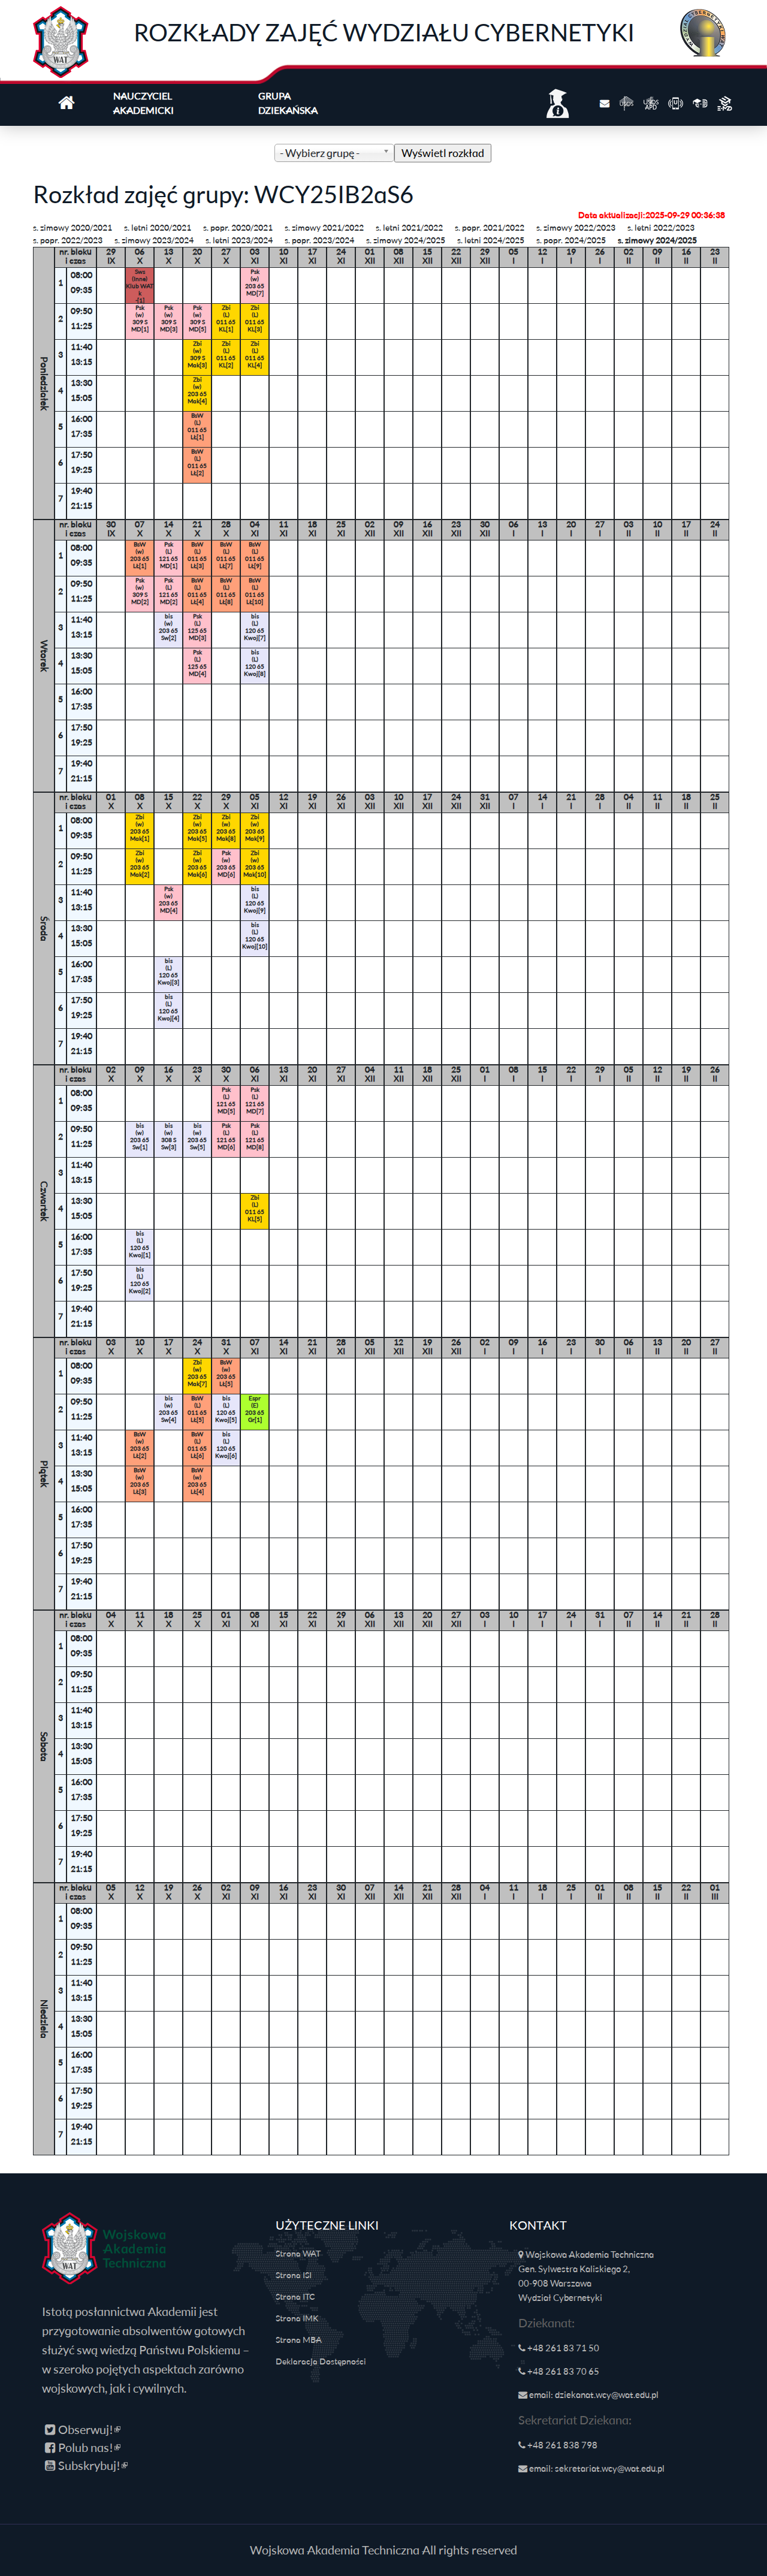 ROZKŁADY ZAJĘĆ WYDZIAŁU CYBERNETYKI
NAUCZYCIEL
AKADEMICKI
GRUPA
DZIEKAŃSKA
- Wybierz grupę -
Wyświetl rozkład
Rozkład zajęć grupy: WCY25IB2aS6
Data aktualizacji:2025-09-29 00:36:38
s. zimowy 2020/2021 s. letni 2020/2021 s. popr. 2020/2021 s. zimowy 2021/2022 s. letni 2021/2022 s. popr. 2021/2022 s. zimowy 2022/2023 s. letni 2022/2023
s. popr. 2022/2023 s. zimowy 2023/2024 s. letni 2023/2024 s. popr. 2023/2024 s. zimowy 2024/2025 s. letni 2024/2025 s. popr. 2024/2025 s. zimowy 2024/2025
Poniedziałek
nr. bloku 29 06 13 20 27 03 10 17 24 01 08 15 22 29 05 12 19 26 02 09 16 23
i czas IX X X X X XI XI XI XI XII XII XII XII XII I I I I II II II II
1 08:00 09:35
Sws (inne) Klub WAT k -[1]
Psk (w) 203 65 MD[7]
2 09:50 11:25
Psk (w) 309 S MD[1]
Psk (w) 309 S MD[3]
Psk (w) 309 S MD[5]
Zbi (L) 011 65 KL[1]
Zbi (L) 011 65 KL[3]
3 11:40 13:15
Zbi (w) 309 S Mak[3]
Zbi (L) 011 65 KL[2]
Zbi (L) 011 65 KL[4]
4 13:30 15:05
Zbi (w) 203 65 Mak[4]
5 16:00 17:35
BsW (L) 011 65 Lt[1]
6 17:50 19:25
BsW (L) 011 65 Lt[2]
7 19:40 21:15
Wtorek
nr. bloku 30 07 14 21 28 04 11 18 25 02 09 16 23 30 06 13 20 27 03 10 17 24
i czas IX X X X X XI XI XI XI XII XII XII XII XII I I I I II II II II
1 08:00 09:35
BsW (w) 203 65 Lt[1]
Psk (L) 121 65 MD[1]
BsW (L) 011 65 Lt[3]
BsW (L) 011 65 Lt[7]
BsW (L) 011 65 Lt[9]
2 09:50 11:25
Psk (w) 309 S MD[2]
Psk (L) 121 65 MD[2]
BsW (L) 011 65 Lt[4]
BsW (L) 011 65 Lt[8]
BsW (L) 011 65 Lt[10]
3 11:40 13:15
bis (w) 203 65 Sw[2]
Psk (L) 125 65 MD[3]
bis (L) 120 65 Kwoj[7]
4 13:30 15:05
Psk (L) 125 65 MD[4]
bis (L) 120 65 Kwoj[8]
5 16:00 17:35
6 17:50 19:25
7 19:40 21:15
Środa
nr. bloku 01 08 15 22 29 05 12 19 26 03 10 17 24 31 07 14 21 28 04 11 18 25
i czas X X X X X XI XI XI XI XII XII XII XII XII I I I I II II II II
1 08:00 09:35
Zbi (w) 203 65 Mak[1]
Zbi (w) 203 65 Mak[5]
Zbi (w) 203 65 Mak[8]
Zbi (w) 203 65 Mak[9]
2 09:50 11:25
Zbi (w) 203 65 Mak[2]
Zbi (w) 203 65 Mak[6]
Psk (w) 203 65 MD[6]
Zbi (w) 203 65 Mak[10]
3 11:40 13:15
Psk (w) 203 65 MD[4]
bis (L) 120 65 Kwoj[9]
4 13:30 15:05
bis (L) 120 65 Kwoj[10]
5 16:00 17:35
bis (L) 120 65 Kwoj[3]
6 17:50 19:25
bis (L) 120 65 Kwoj[4]
7 19:40 21:15
Czwartek
nr. bloku 02 09 16 23 30 06 13 20 27 04 11 18 25 01 08 15 22 29 05 12 19 26
i czas X X X X X XI XI XI XI XII XII XII XII I I I I I II II II II
1 08:00 09:35
Psk (L) 121 65 MD[5]
Psk (L) 121 65 MD[7]
2 09:50 11:25
bis (w) 203 65 Sw[1]
bis (w) 308 S Sw[3]
bis (w) 203 65 Sw[5]
Psk (L) 121 65 MD[6]
Psk (L) 121 65 MD[8]
3 11:40 13:15
4 13:30 15:05
Zbi (L) 011 65 KL[5]
5 16:00 17:35
bis (L) 120 65 Kwoj[1]
6 17:50 19:25
bis (L) 120 65 Kwoj[2]
7 19:40 21:15
Piątek
nr. bloku 03 10 17 24 31 07 14 21 28 05 12 19 26 02 09 16 23 30 06 13 20 27
i czas X X X X X XI XI XI XI XII XII XII XII I I I I I II II II II
1 08:00 09:35
Zbi (w) 203 65 Mak[7]
BsW (w) 203 65 Lt[5]
2 09:50 11:25
bis (w) 203 65 Sw[4]
BsW (L) 011 65 Lt[5]
bis (L) 120 65 Kwoj[5]
Espr (E) 203 65 Gr[1]
3 11:40 13:15
BsW (w) 203 65 Lt[2]
BsW (L) 011 65 Lt[6]
bis (L) 120 65 Kwoj[6]
4 13:30 15:05
BsW (w) 203 65 Lt[3]
BsW (w) 203 65 Lt[4]
5 16:00 17:35
6 17:50 19:25
7 19:40 21:15
Sobota
nr. bloku 04 11 18 25 01 08 15 22 29 06 13 20 27 03 10 17 24 31 07 14 21 28
i czas X X X X XI XI XI XI XI XII XII XII XII I I I I I II II II II
1 08:00 09:35
2 09:50 11:25
3 11:40 13:15
4 13:30 15:05
5 16:00 17:35
6 17:50 19:25
7 19:40 21:15
Niedziela
nr. bloku 05 12 19 26 02 09 16 23 30 07 14 21 28 04 11 18 25 01 08 15 22 01
i czas X X X X XI XI XI XI XI XII XII XII XII I I I I II II II II III
1 08:00 09:35
2 09:50 11:25
3 11:40 13:15
4 13:30 15:05
5 16:00 17:35
6 17:50 19:25
7 19:40 21:15
Wojskowa
Akademia
Techniczna
Istotą posłannictwa Akademii jest
przygotowanie absolwentów gotowych
służyć swą wiedzą Państwu Polskiemu –
w szeroko pojętych aspektach zarówno
wojskowych, jak i cywilnych.
Obserwuj!
Polub nas!
Subskrybuj!
UŻYTECZNE LINKI
Strona WAT
Strona ISI
Strona ITC
Strona IMK
Strona MBA
Deklaracja Dostępności
KONTAKT
Wojskowa Akademia Techniczna
Gen. Sylwestra Kaliskiego 2,
00-908 Warszawa
Wydział Cybernetyki
Dziekanat:
+48 261 83 71 50
+48 261 83 70 65
email: dziekanat.wcy@wat.edu.pl
Sekretariat Dziekana:
+48 261 838 798
email: sekretariat.wcy@wat.edu.pl
Wojskowa Akademia Techniczna All rights reserved